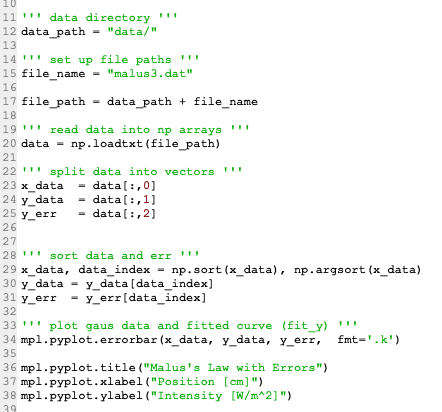 10
11 ''' data directory '''
12 data_path = "data/"
13
14 ''' set up file paths '''
15 file_name = "malus3.dat"
16
17 file_path = data_path + file_name
18
19 ''' read data into np arrays '''
20 data = np.loadtxt(file_path)
21
22 ''' split data into vectors '''
23 x_data  = data[:,0]
24 y_data  = data[:,1]
25 y_err   = data[:,2]
26
27
28 ''' sort data and err '''
29 x_data, data_index = np.sort(x_data), np.argsort(x_data)
30 y_data = y_data[data_index]
31 y_err  = y_err[data_index]
32
33 ''' plot gaus data and fitted curve (fit_y) '''
34 mpl.pyplot.errorbar(x_data, y_data, y_err,  fmt='.k')
35
36 mpl.pyplot.title("Malus's Law with Errors")
37 mpl.pyplot.xlabel("Position [cm]")
38 mpl.pyplot.ylabel("Intensity [W/m^2]")
39